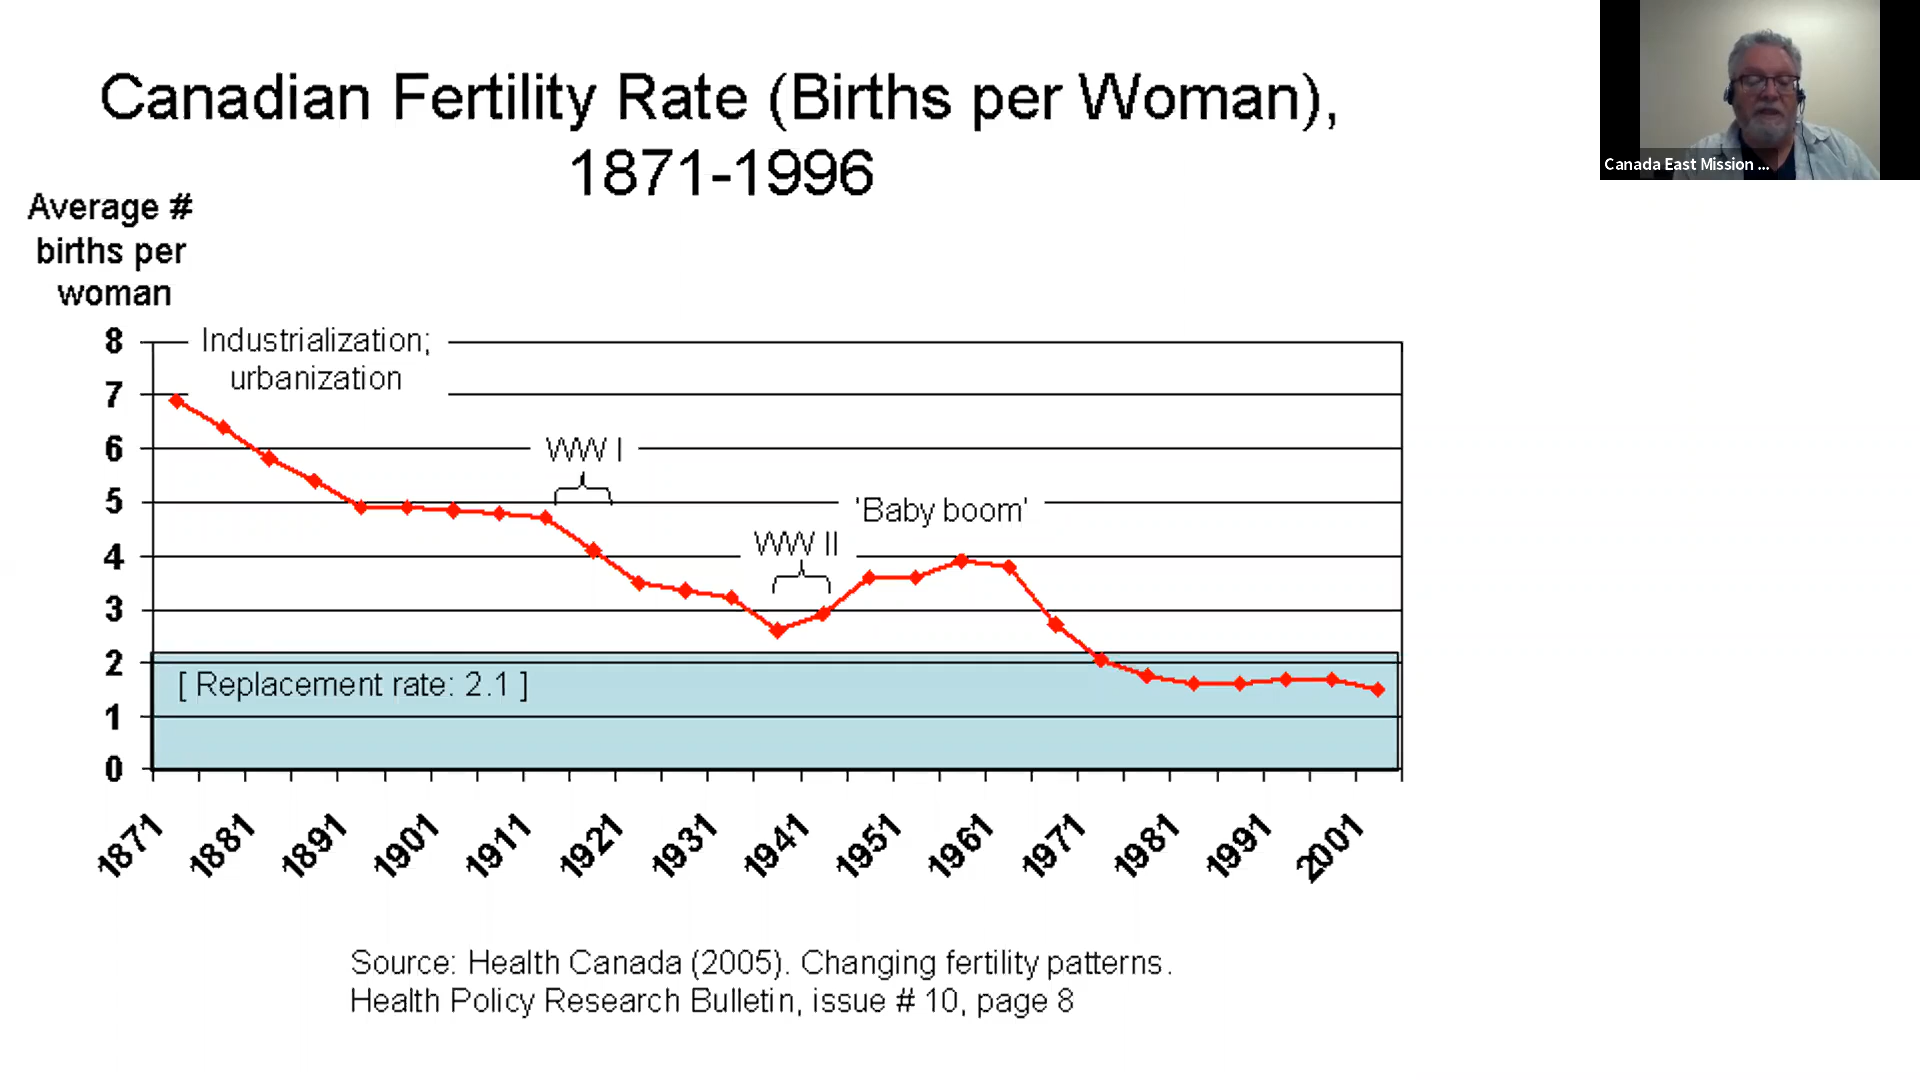 Canadian Fertility Rate (Births per Woman),
1871-1996
Canada East Mission ...
Average #
births per
woman
8
7
6
5
4
3
2
1
0
Industrialization;
urbanization
WW I
'Baby boom'
WW II
[ Replacement rate: 2.1 ]
1871
1881
1891
1901
1911
1921
1931
1941
1951
1961
1971
1981
1991
2001
Source: Health Canada (2005). Changing fertility patterns.
Health Policy Research Bulletin, issue # 10, page 8